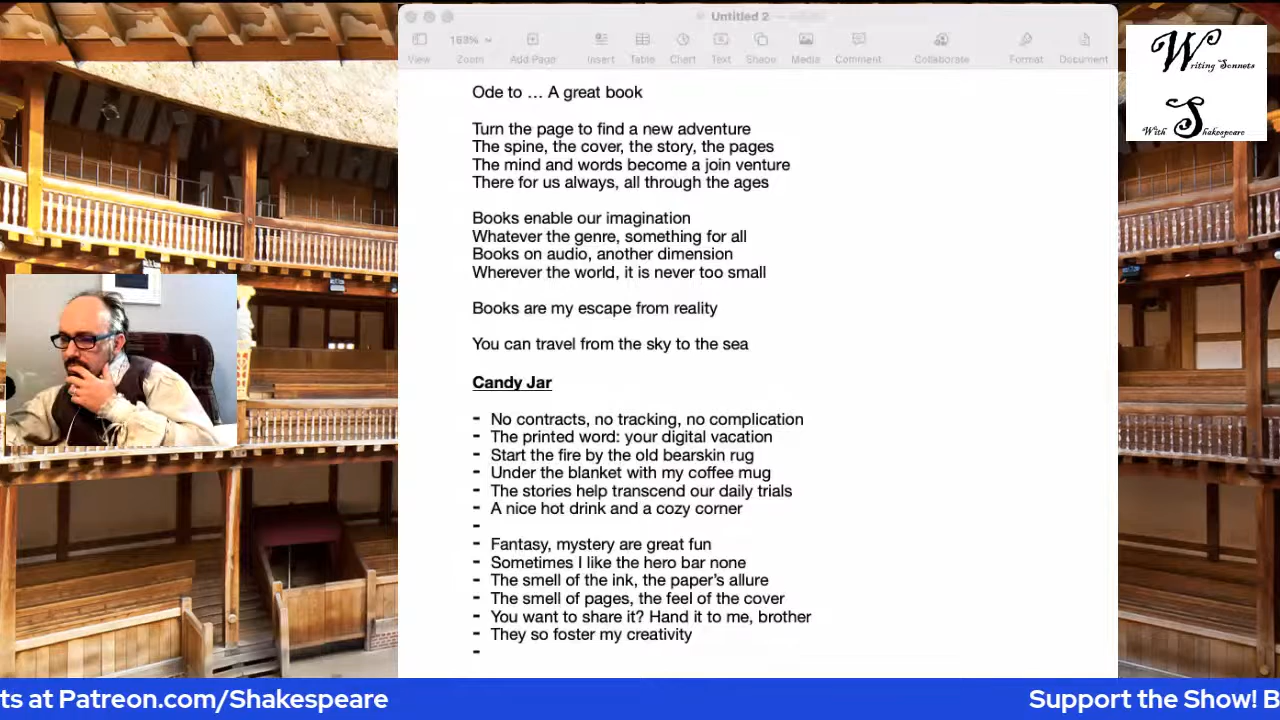 Untitled 2
163%
View
Zoom
Add Page
Insert
Table
Chart
Text
Shape
Media
Comment
Collaborate
Format
Document
Writing Sonnets
With Shakespeare
Ode to … A great book
Turn the page to find a new adventure
The spine, the cover, the story, the pages
The mind and words become a join venture
There for us always, all through the ages
Books enable our imagination
Whatever the genre, something for all
Books on audio, another dimension
Wherever the world, it is never too small
Books are my escape from reality
You can travel from the sky to the sea
Candy Jar
- No contracts, no tracking, no complication
- The printed word: your digital vacation
- Start the fire by the old bearskin rug
- Under the blanket with my coffee mug
- The stories help transcend our daily trials
- A nice hot drink and a cozy corner
-
- Fantasy, mystery are great fun
- Sometimes I like the hero bar none
- The smell of the ink, the paper’s allure
- The smell of pages, the feel of the cover
- You want to share it? Hand it to me, brother
- They so foster my creativity
-
ts at Patreon.com/Shakespeare
Support the Show! B